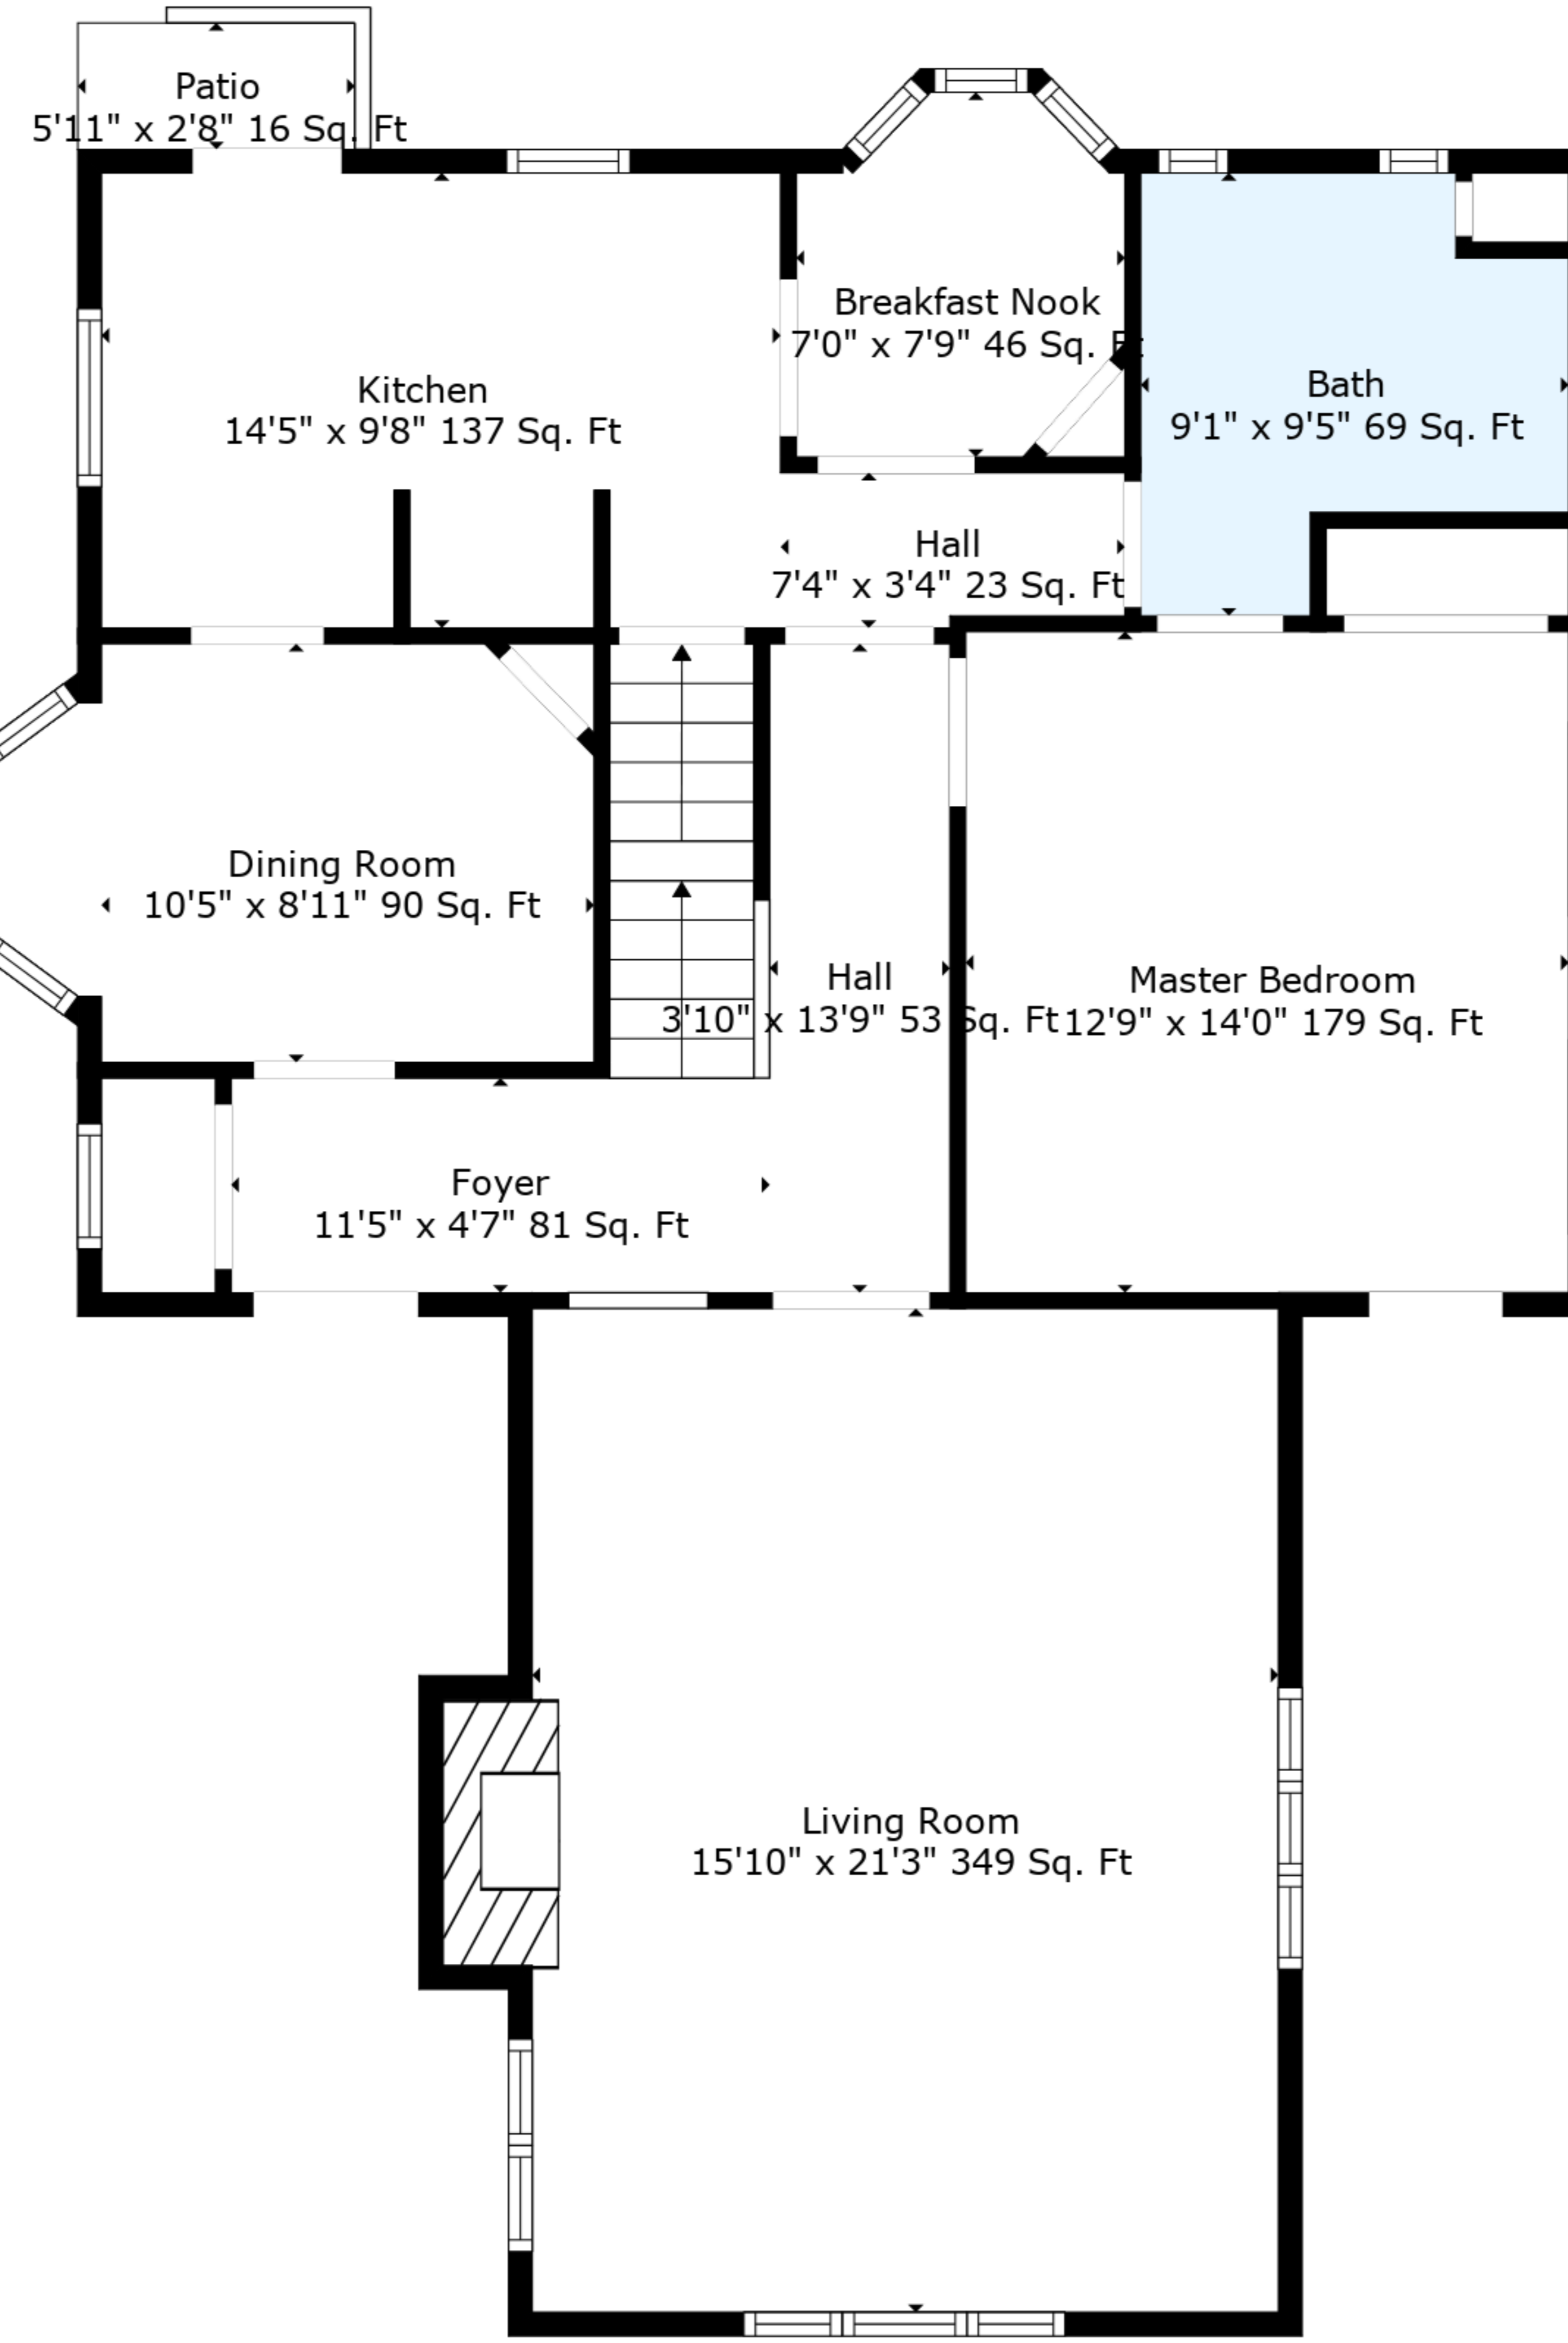 Patio
5'11" x 2'8" 16 Sq. Ft
Breakfast Nook
7'0" x 7'9" 46 Sq. Ft
Kitchen
14'5" x 9'8" 137 Sq. Ft
Bath
9'1" x 9'5" 69 Sq. Ft
Hall
7'4" x 3'4" 23 Sq. Ft
Dining Room
10'5" x 8'11" 90 Sq. Ft
Hall
3'10" x 13'9" 53 Sq. Ft
Master Bedroom
12'9" x 14'0" 179 Sq. Ft
Foyer
11'5" x 4'7" 81 Sq. Ft
Living Room
15'10" x 21'3" 349 Sq. Ft